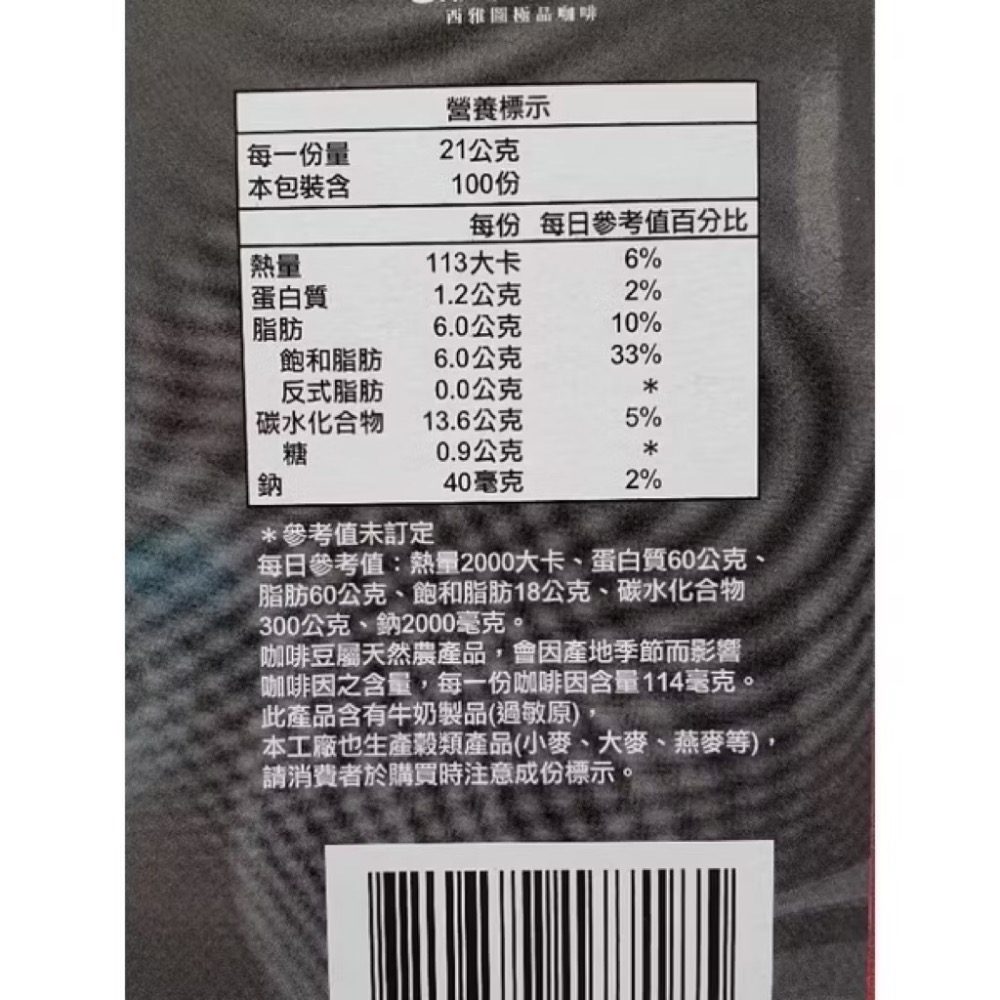 西雅圖極品咖啡
營養標示
每一份量 21公克
本包裝含 100份
每份 每日參考值百分比
熱量 113大卡 6%
蛋白質 1.2公克 2%
脂肪 6.0公克 10%
飽和脂肪 6.0公克 33%
反式脂肪 0.0公克 *
碳水化合物 13.6公克 5%
糖 0.9公克 *
鈉 40毫克 2%
*參考值未訂定
每日參考值：熱量2000大卡、蛋白質60公克、
脂肪60公克、飽和脂肪18公克、碳水化合物
300公克、鈉2000毫克。
咖啡豆屬天然農產品，會因產地季節而影響
咖啡因之含量，每一份咖啡因含量114毫克。
此產品含有牛奶製品(過敏原)，
本工廠也生產穀類產品(小麥、大麥、燕麥等)，
請消費者於購買時注意成份標示。